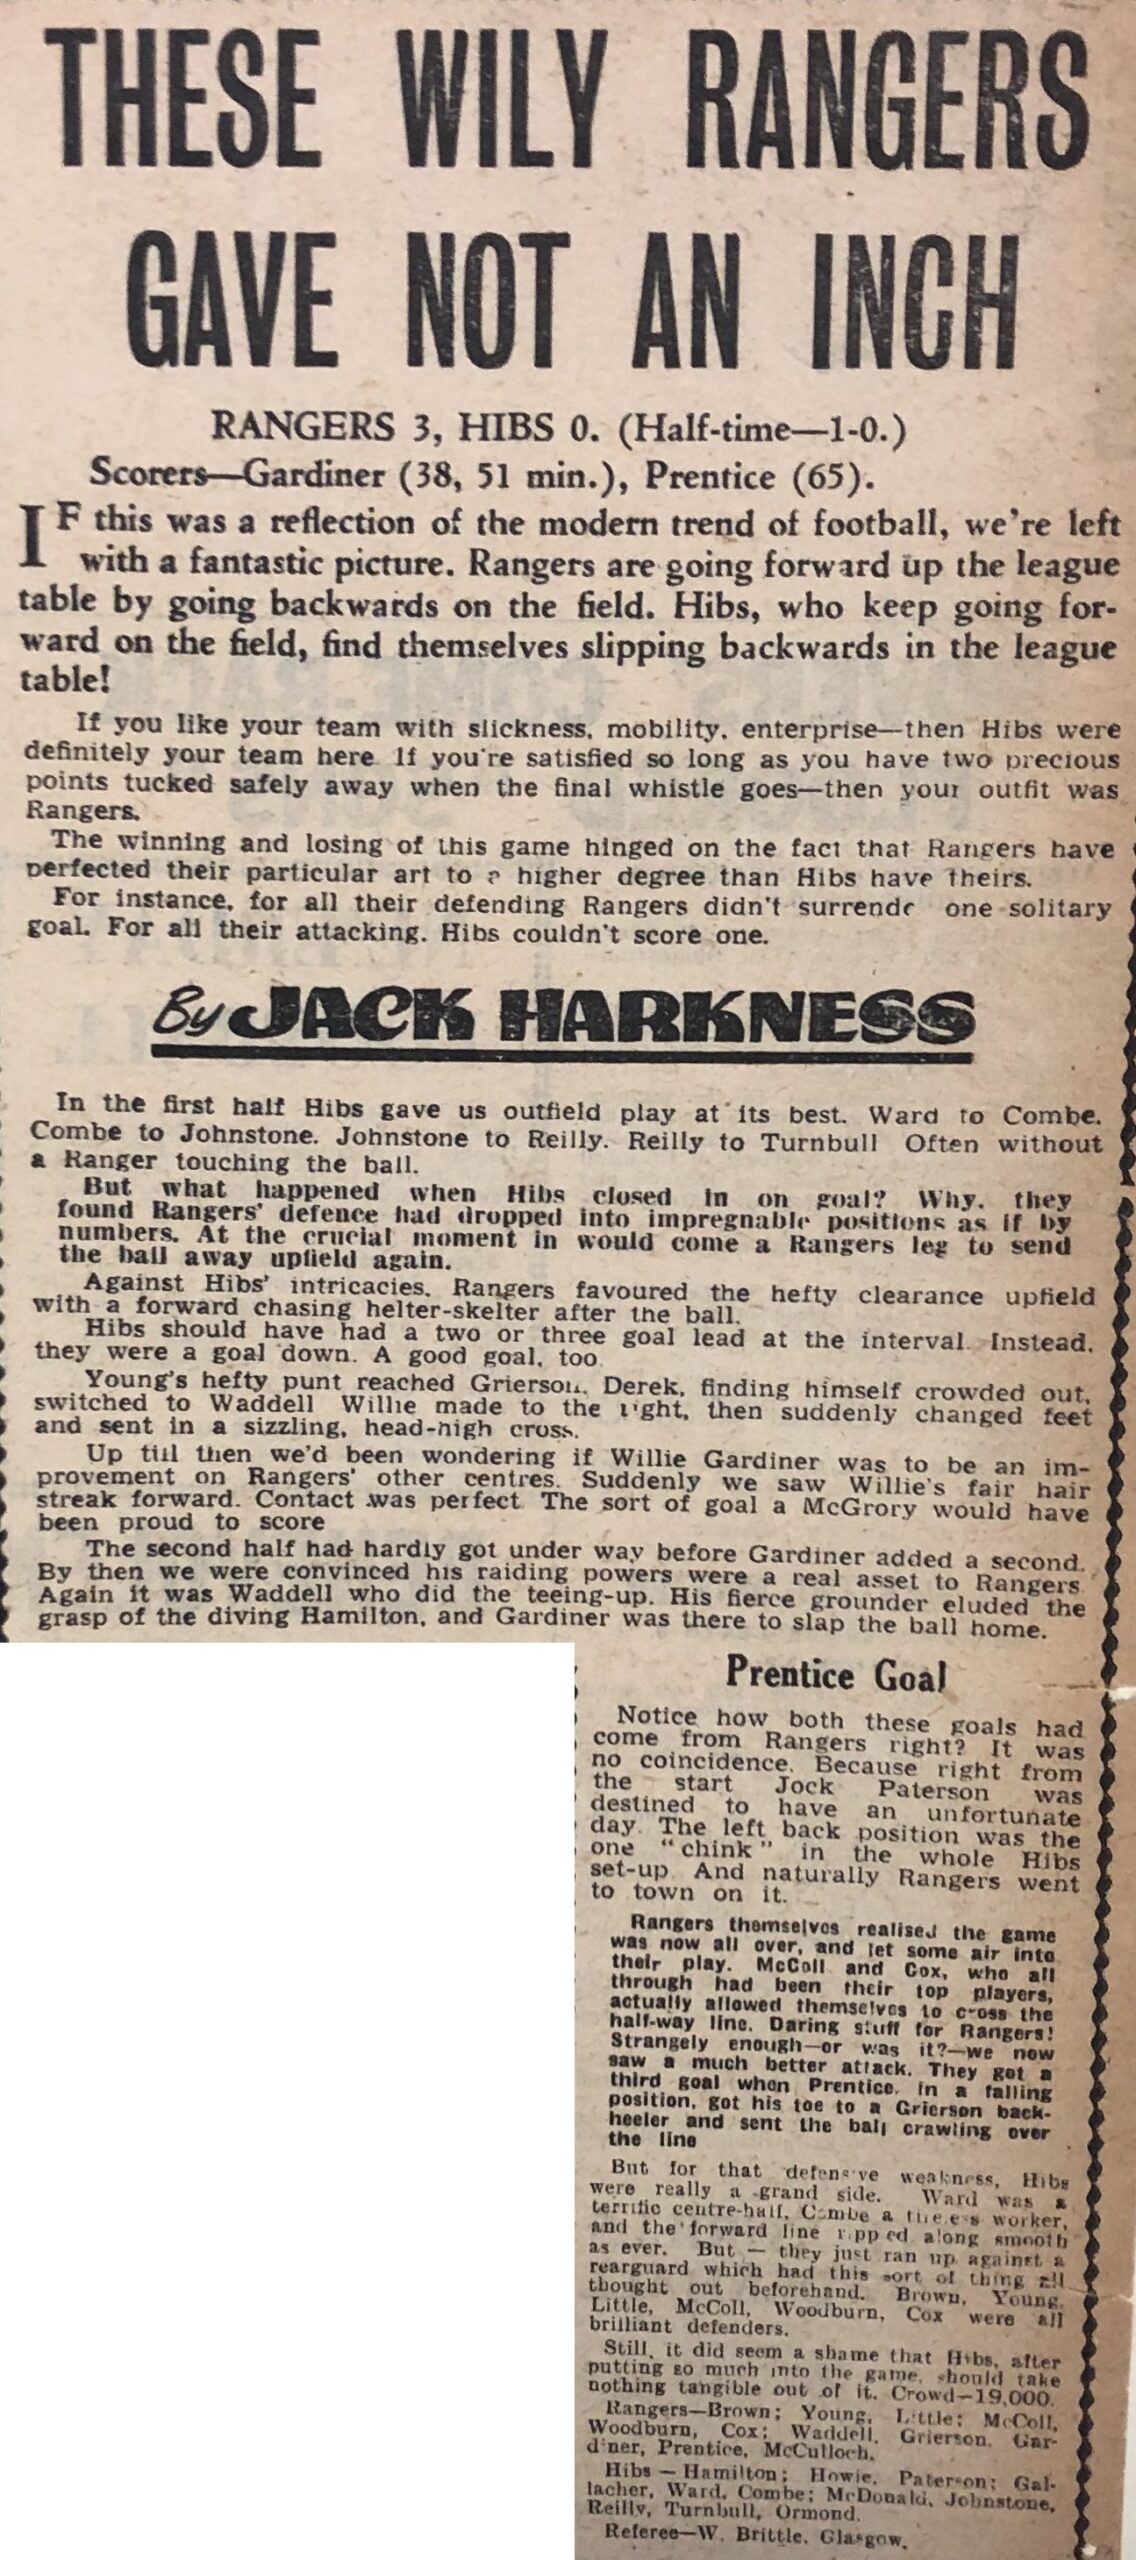 THESE WILY RANGERS
GAVE NOT AN INCH
RANGERS 3, HIBS 0. (Half-time—1-0.)
Scorers—Gardiner (38, 51 min.), Prentice (65).
IF this was a reflection of the modern trend of football, we're left
with a fantastic picture. Rangers are going forward up the league
table by going backwards on the field. Hibs, who keep going for-
ward on the field, find themselves slipping backwards in the league
table!
If you like your team with slickness, mobility, enterprise—then Hibs were
definitely your team here. If you're satisfied so long as you have two precious
points tucked safely away when the final whistle goes—then your outfit was
Rangers.
The winning and losing of this game hinged on the fact that Rangers have
perfected their particular art to a higher degree than Hibs have theirs.
For instance, for all their defending Rangers didn't surrende one solitary
goal. For all their attacking. Hibs couldn't score one.
By JACK HARKNESS
In the first half Hibs gave us outfield play at its best. Ward to Combe.
Combe to Johnstone. Johnstone to Reilly. Reilly to Turnbull Often without
a Ranger touching the ball.
But what happened when Hibs closed in on goal? Why, they
found Rangers' defence had dropped into impregnable positions as if by
numbers. At the crucial moment in would come a Rangers leg to send
the ball away upfield again.
Against Hibs' intricacies, Rangers favoured the hefty clearance upfield
with a forward chasing helter-skelter after the ball.
Hibs should have had a two or three goal lead at the interval. Instead,
they were a goal down. A good goal, too
Young's hefty punt reached Grierson. Derek, finding himself crowded out,
switched to Waddell Willie made to the right, then suddenly changed feet
and sent in a sizzling, head-high cross.
Up till then we'd been wondering if Willie Gardiner was to be an im-
provement on Rangers' other centres. Suddenly we saw Willie's fair hair
streak forward. Contact was perfect The sort of goal a McGrory would have
been proud to score
The second half had hardly got under way before Gardiner added a second.
By then we were convinced his raiding powers were a real asset to Rangers
Again it was Waddell who did the teeing-up. His fierce grounder eluded the
grasp of the diving Hamilton, and Gardiner was there to slap the ball home.
Prentice Goal
Notice how both these goals had
come from Rangers right? It was
no coincidence. Because right from
the start Jock Paterson was
destined to have an unfortunate
day. The left back position was the
one "chink" in the whole Hibs
set-up. And naturally Rangers went
to town on it.
Rangers themselves realised the game
was now all over, and let some air into
their play. McColl and Cox, who all
through had been their top players,
actually allowed themselves to cross the
half-way line. Daring stuff for Rangers!
Strangely enough—or was it?—we now
saw a much better attack. They got a
third goal when Prentice, in a falling
position, got his toe to a Grierson back-
heeler and sent the ball crawling over
the line
But for that defensive weakness, Hibs
were really a grand side. Ward was a
terrific centre-half, Combe a tireless worker,
and the forward line ripped along smooth
as ever. But — they just ran up against a
rearguard which had this sort of thing all
thought out beforehand. Brown, Young,
Little, McColl, Woodburn, Cox were all
brilliant defenders.
Still, it did seem a shame that Hibs, after
putting so much into the game, should take
nothing tangible out of it. Crowd—19,000.
Rangers—Brown; Young, Little; McColl,
Woodburn, Cox; Waddell, Grierson, Gar-
diner, Prentice, McCulloch.
Hibs — Hamilton; Howie, Paterson; Gal-
lacher, Ward, Combe; McDonald, Johnstone,
Reilly, Turnbull, Ormond.
Referee—W. Brittle, Glasgow.